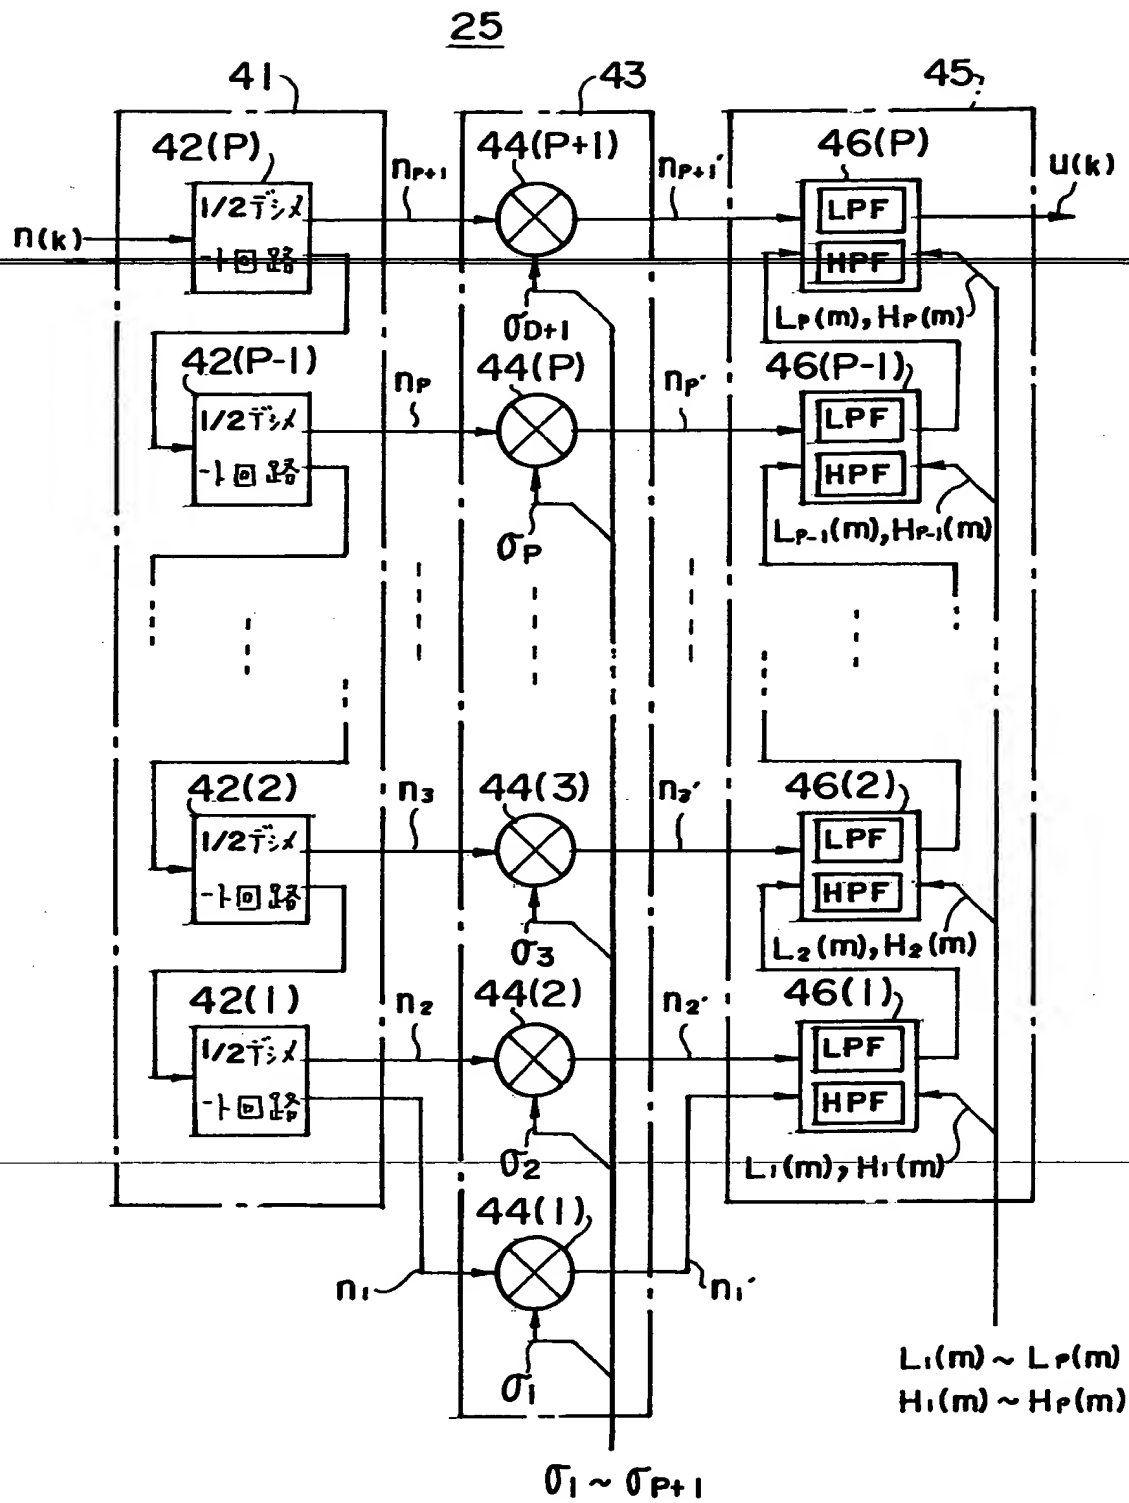 25
41
43
45
42(P)
44(P+1)
46(P)
nP+1
nP+1'
u(k)
n(k)
1/2デシメ
ート回路
LPF
HPF
σD+1
LP(m), HP(m)
42(P-1)
44(P)
46(P-1)
nP
nP'
1/2デシメ
ート回路
LPF
HPF
σP
LP-1(m), HP-1(m)
42(2)
44(3)
46(2)
n3
n3'
1/2デシメ
ート回路
LPF
HPF
σ3
L2(m), H2(m)
42(1)
44(2)
46(1)
n2
n2'
1/2デシメ
ート回路
LPF
HPF
σ2
L1(m), H1(m)
44(1)
n1
n1'
σ1
L1(m) ~ LP(m)
H1(m) ~ HP(m)
σ1 ~ σP+1